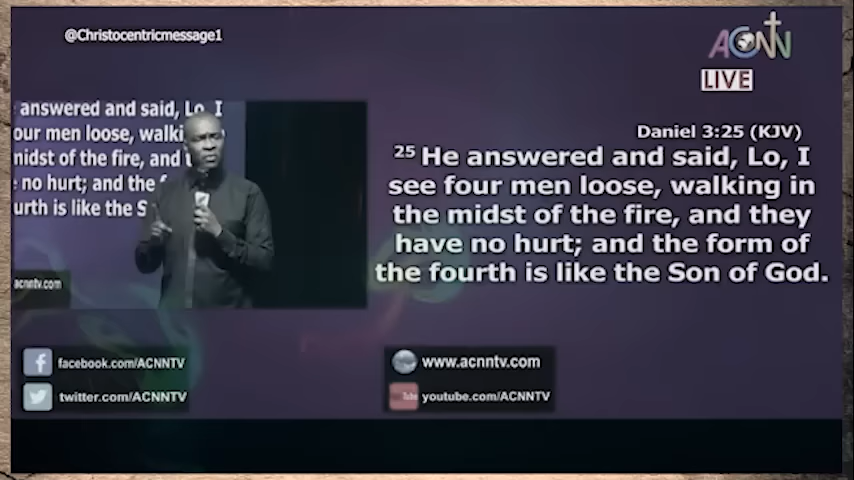 @Christocentricmessage1
ACNN
LIVE
answered and said, Lo, I
our men loose, walki
midst of the fire, and
no hurt; and the f
urth is like the S
acnntv.com
Daniel 3:25 (KJV)
25 He answered and said, Lo, I
see four men loose, walking in
the midst of the fire, and they
have no hurt; and the form of
the fourth is like the Son of God.
facebook.com/ACNNTV
twitter.com/ACNNTV
www.acnntv.com
youtube.com/ACNNTV